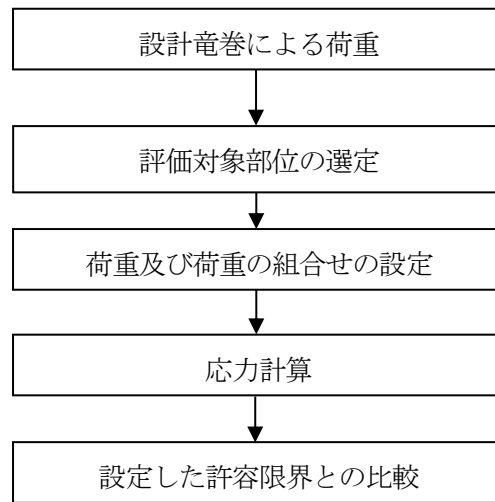 設計竜巻による荷重
評価対象部位の選定
荷重及び荷重の組合せの設定
応力計算
設定した許容限界との比較